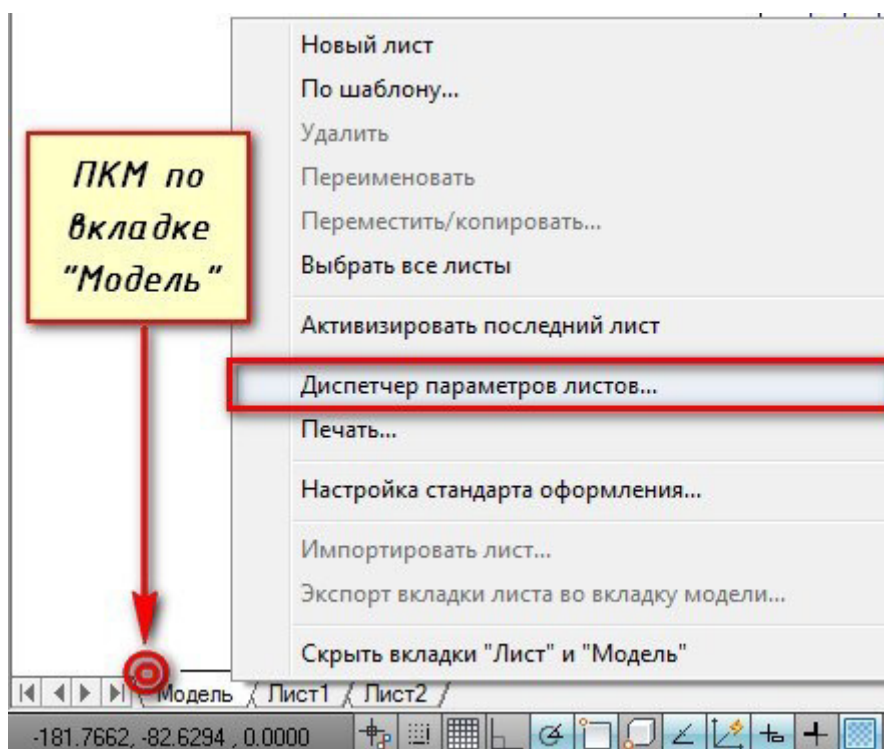 Новый лист
По шаблону...
Удалить
Переименовать
Переместить/копировать...
Выбрать все листы
Активизировать последний лист
Диспетчер параметров листов...
Печать...
Настройка стандарта оформления...
Импортировать лист...
Экспорт вкладки листа во вкладку модели...
Скрыть вкладки "Лист" и "Модель"
ПКМ по
вкладке
"Модель"
Модель / Лист1 / Лист2 /
-181.7662, -82.6294 , 0.0000